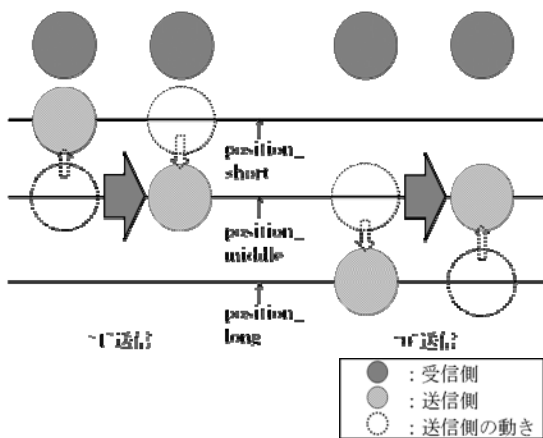 position_
short
position_
middle
position_
long
送信
送信
：受信側
：送信側
：送信側の動き